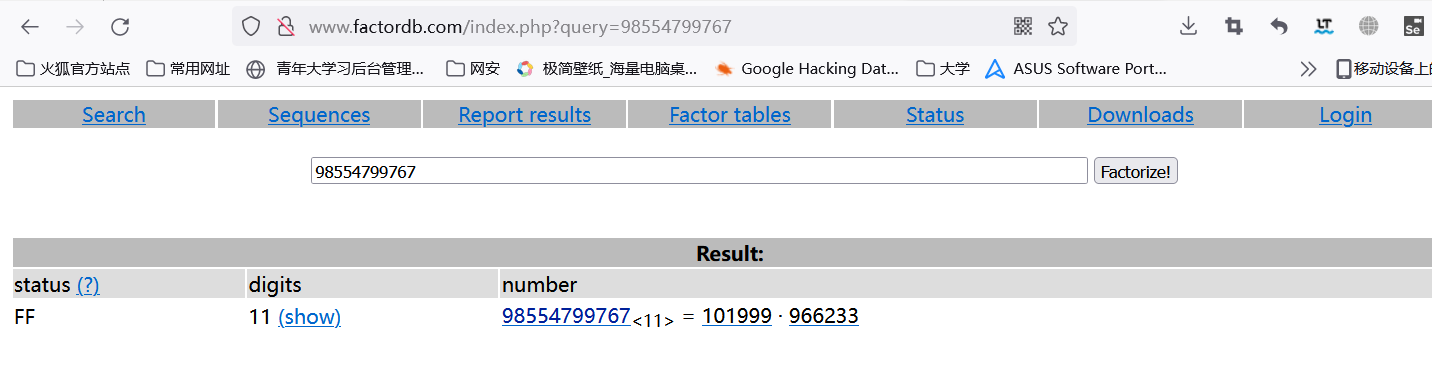 www.factordb.com/index.php?query=98554799767
火狐官方站点 常用网址 青年大学习后台管理... 网安 极简壁纸_海量电脑桌... Google Hacking Dat... 大学 ASUS Software Port... 移动设备上的
Search Sequences Report results Factor tables Status Downloads Login
98554799767 Factorize!
Result:
status (?) digits number
FF 11 (show) 98554799767<11> = 101999 · 966233